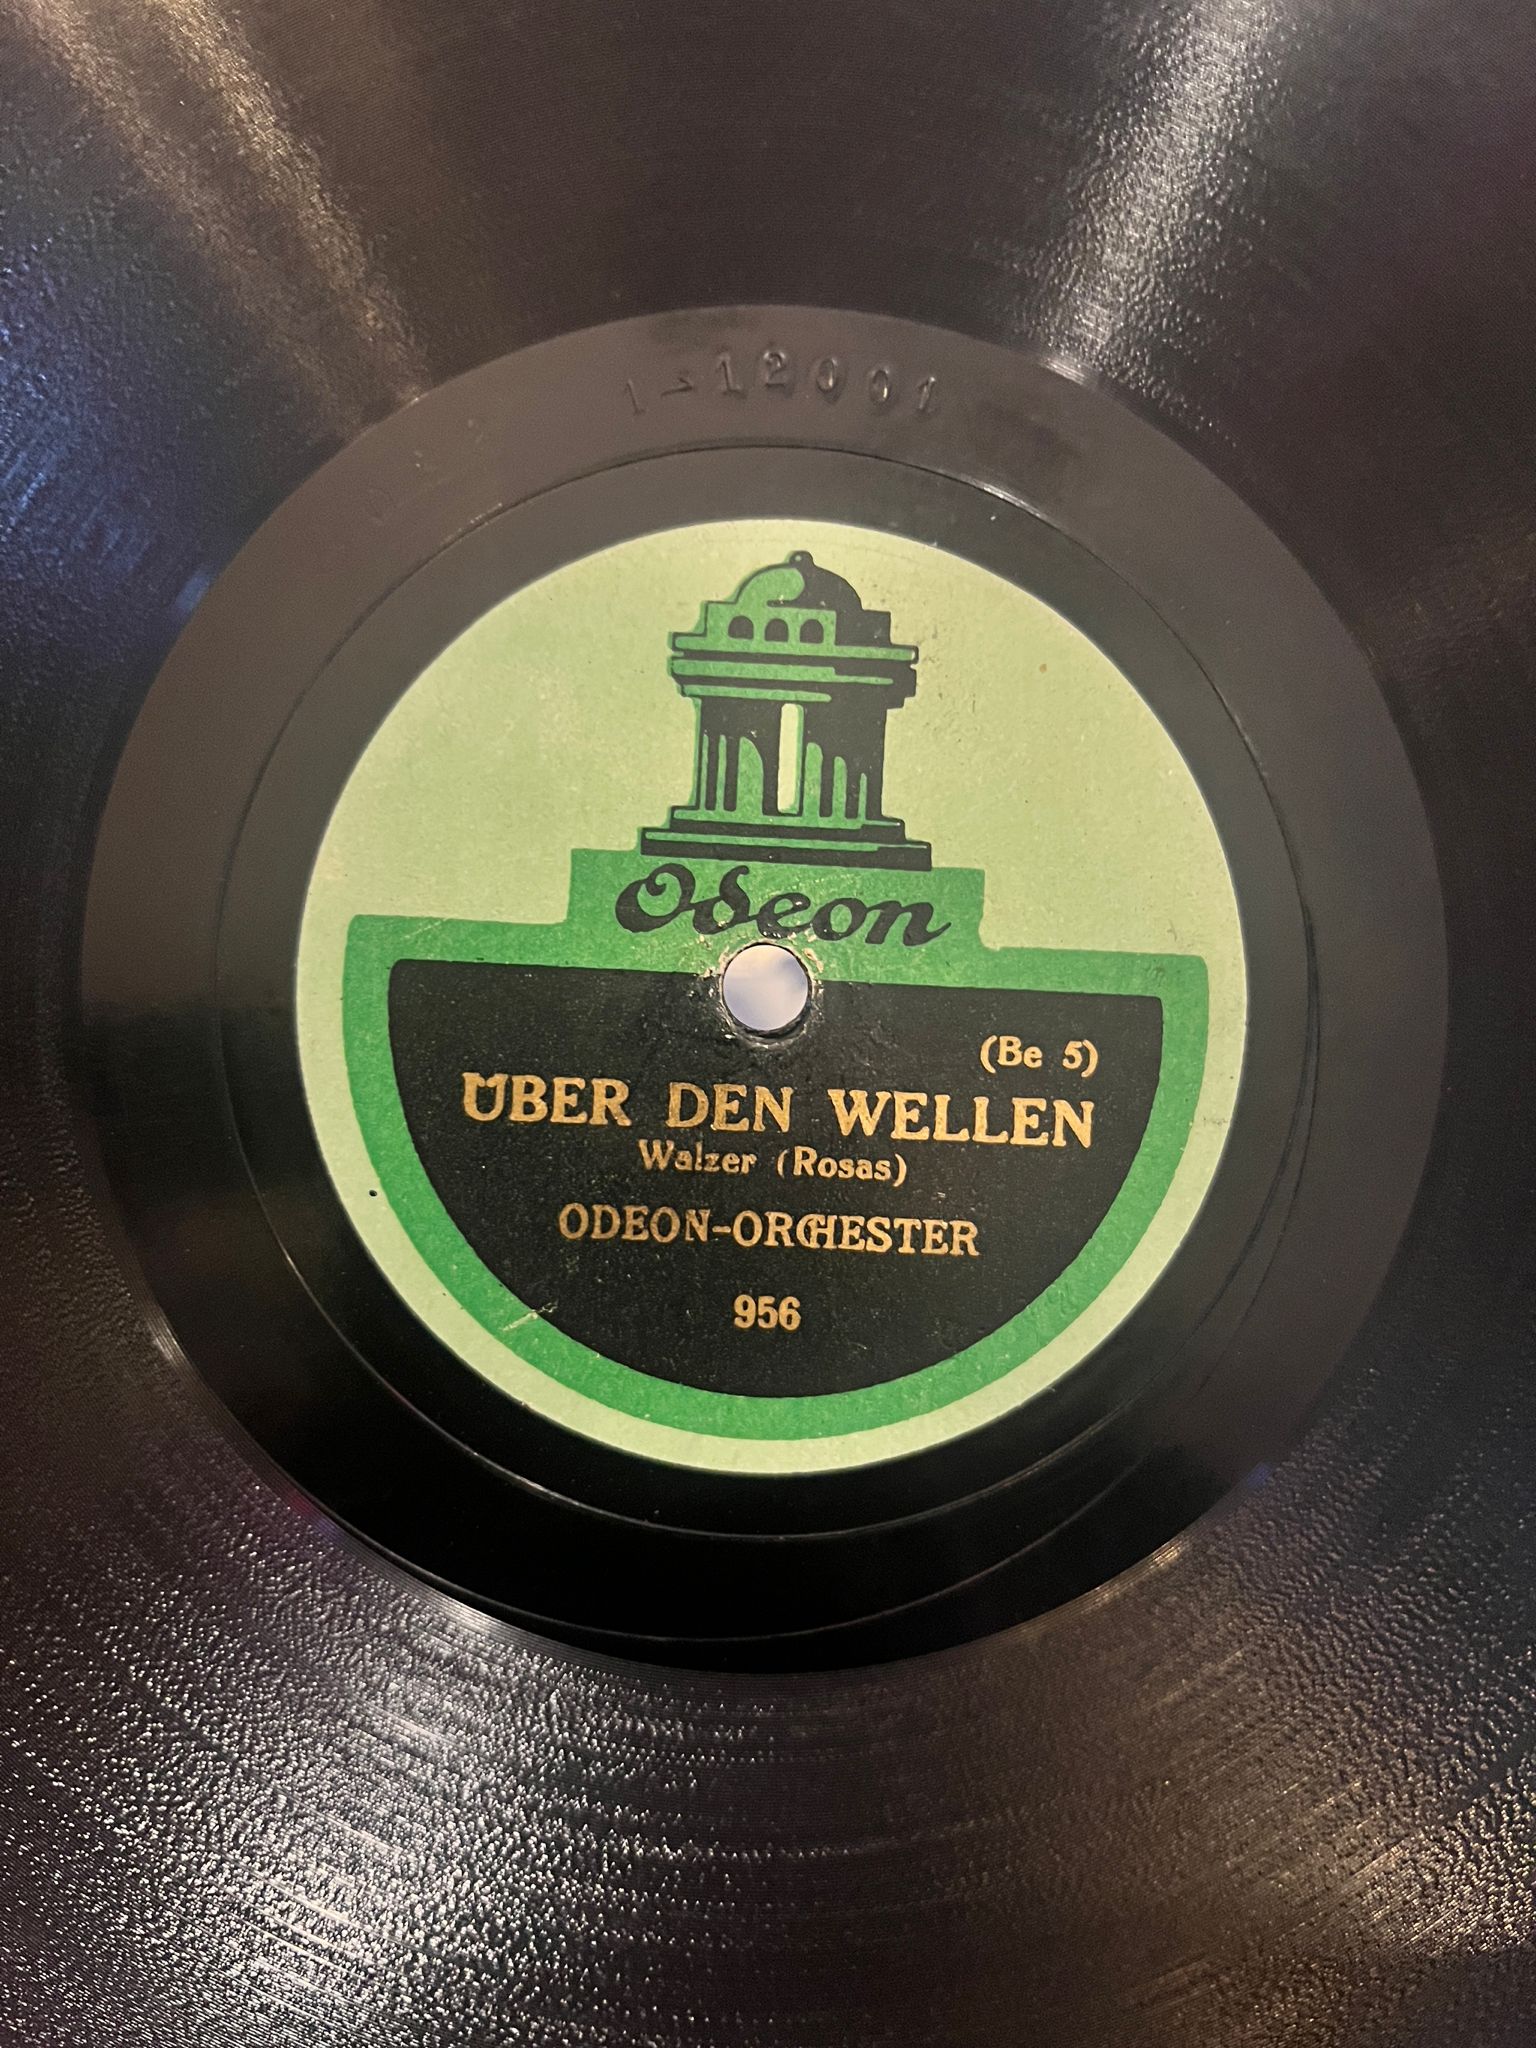 1-12001
Odeon
(Be 5)
ÜBER DEN WELLEN
Walzer (Rosas)
ODEON-ORCHESTER
956